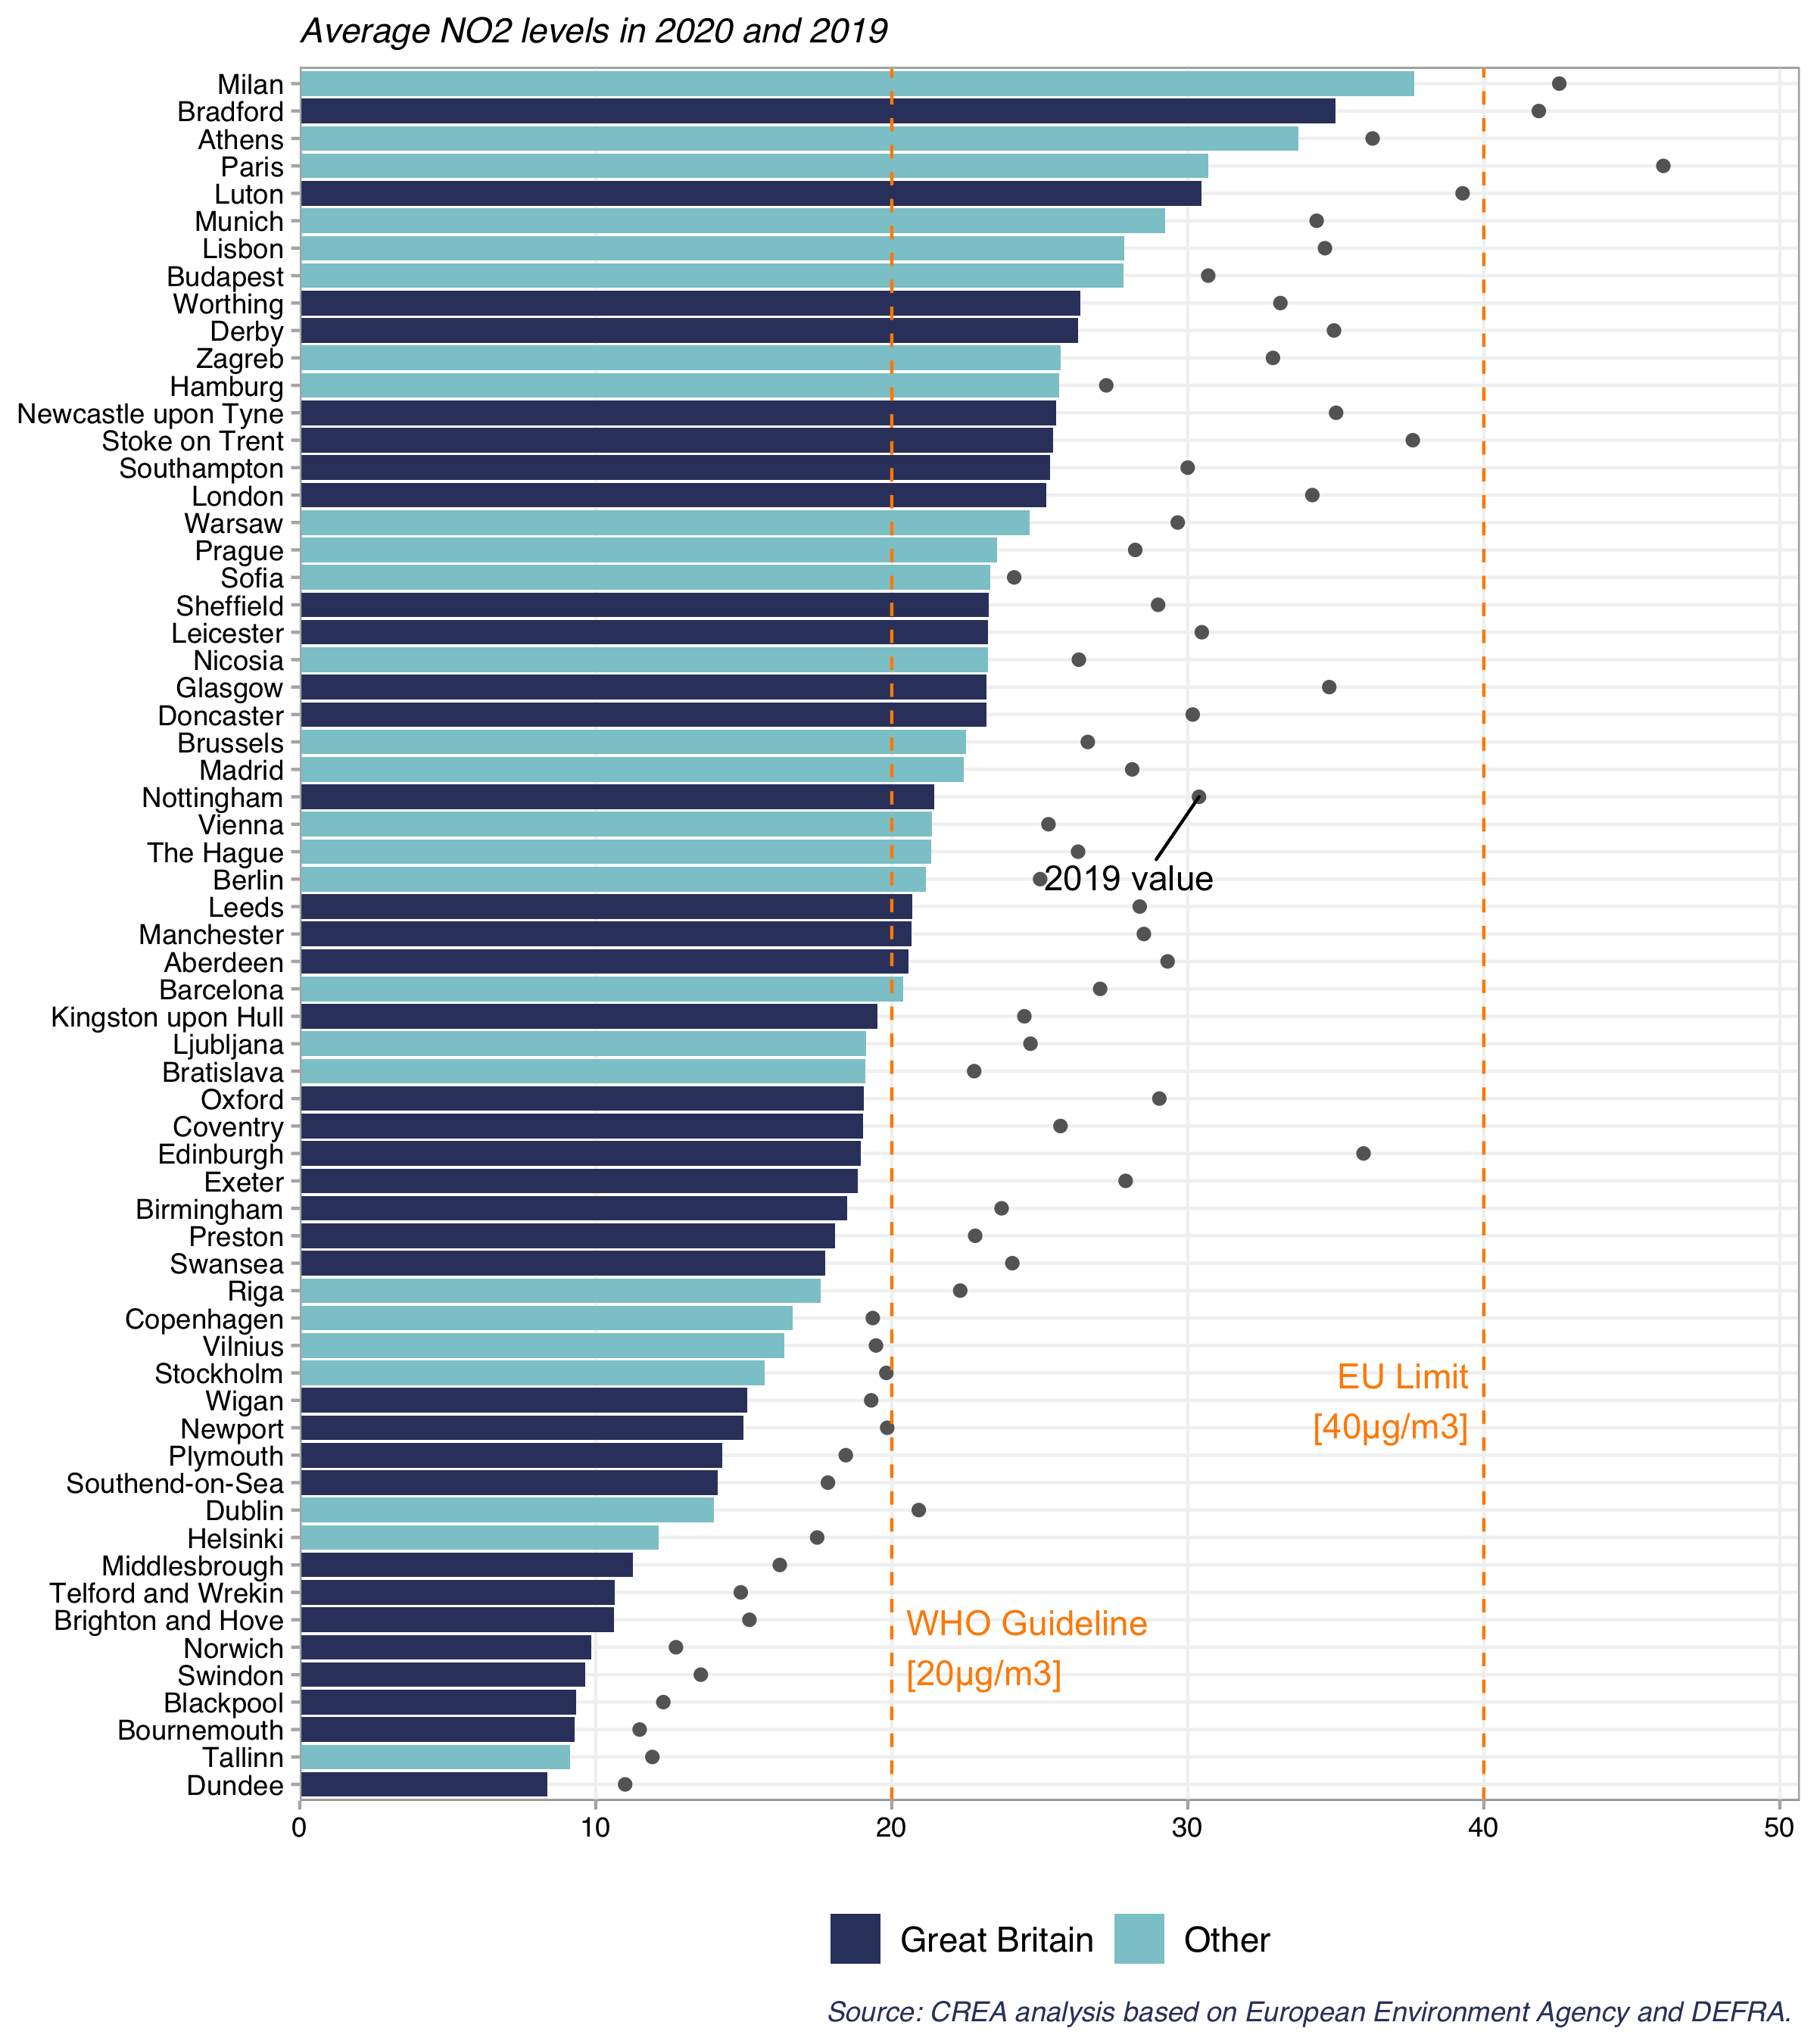 Average NO2 levels in 2020 and 2019
Milan
Bradford
Athens
Paris
Luton
Munich
Lisbon
Budapest
Worthing
Derby
Zagreb
Hamburg
Newcastle upon Tyne
Stoke on Trent
Southampton
London
Warsaw
Prague
Sofia
Sheffield
Leicester
Nicosia
Glasgow
Doncaster
Brussels
Madrid
Nottingham
Vienna
The Hague
Berlin
2019 value
Leeds
Manchester
Aberdeen
Barcelona
Kingston upon Hull
Ljubljana
Bratislava
Oxford
Coventry
Edinburgh
Exeter
Birmingham
Preston
Swansea
Riga
Copenhagen
Vilnius
Stockholm
EU Limit
Wigan
Newport
[40µg/m3]
Plymouth
Southend-on-Sea
Dublin
Helsinki
Middlesbrough
Telford and Wrekin
Brighton and Hove
WHO Guideline
Norwich
Swindon
[20µg/m3]
Blackpool
Bournemouth
Tallinn
Dundee
0 10 20 30 40 50
Great Britain Other
Source: CREA analysis based on European Environment Agency and DEFRA.